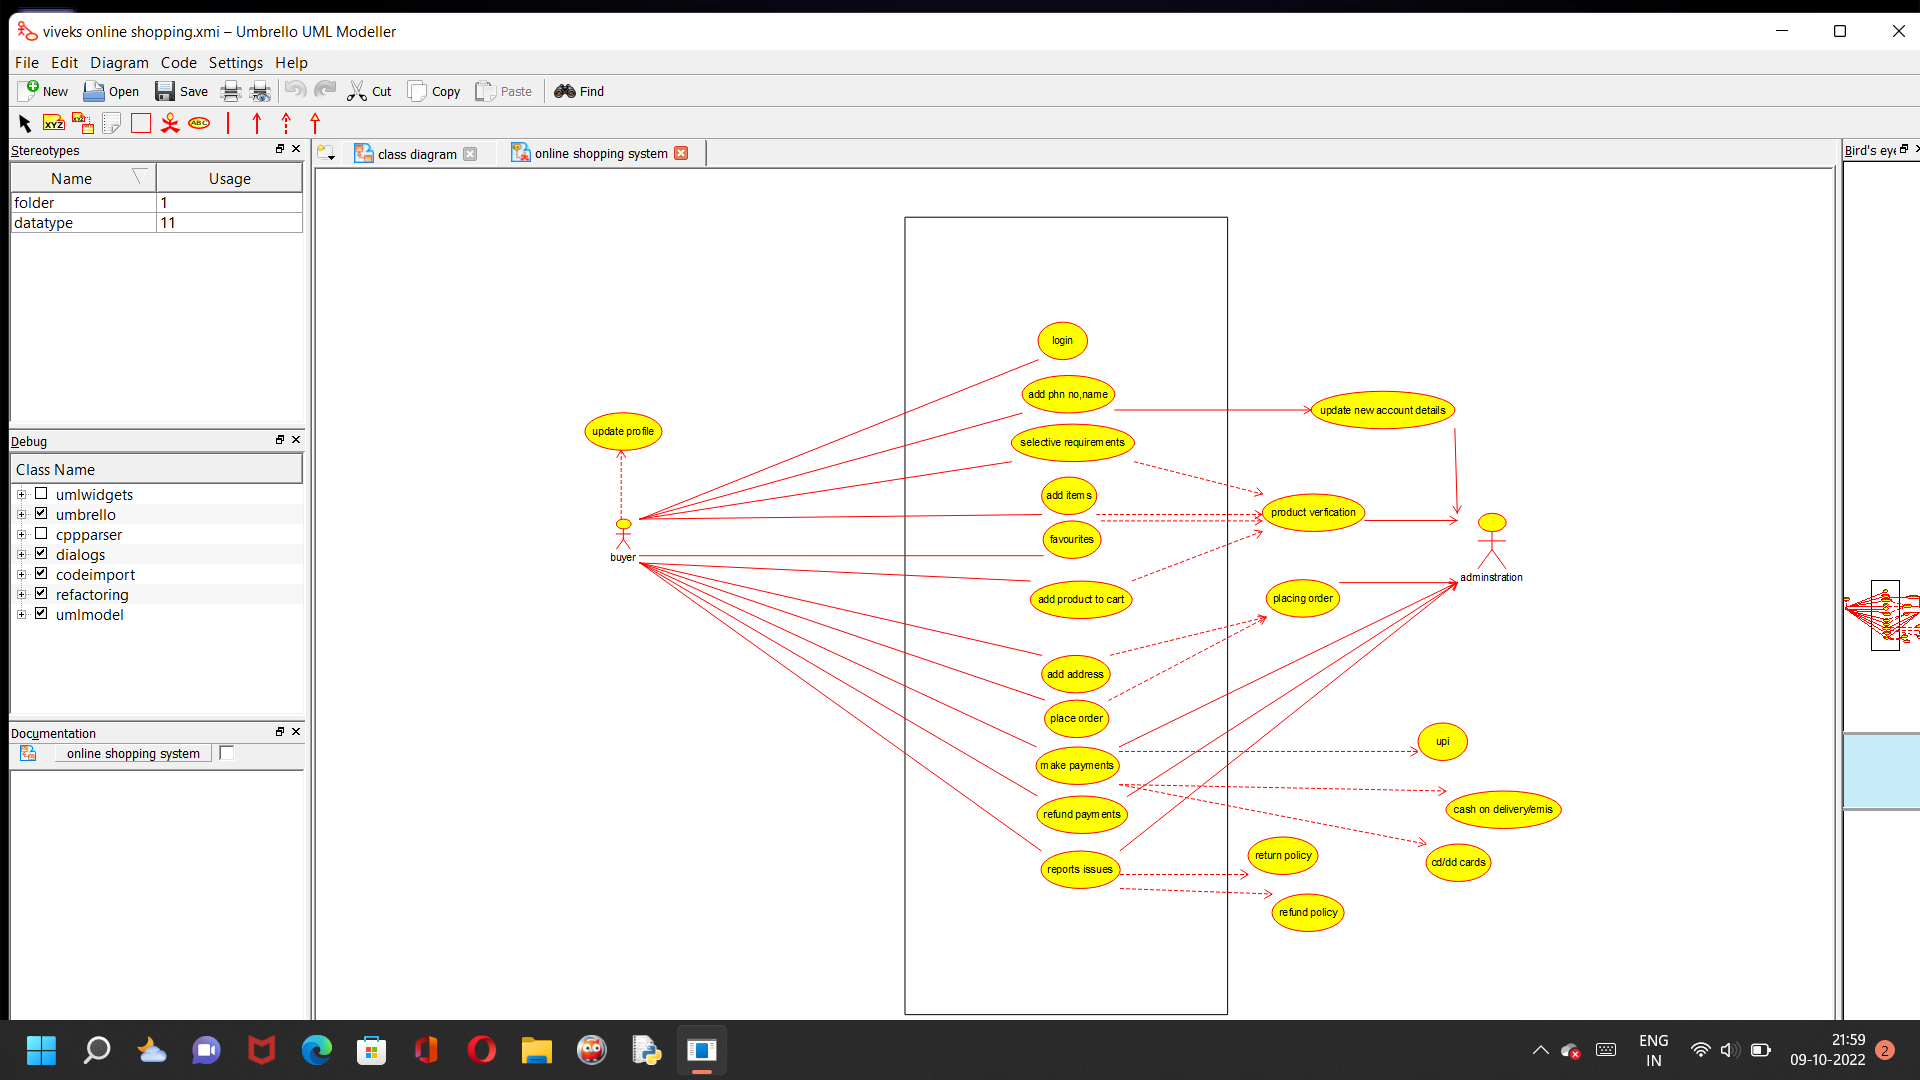 viveks online shopping.xmi – Umbrello UML Modeller
File Edit Diagram Code Settings Help
New Open Save Cut Copy Paste Find
XYZ XYZ ABC
Stereotypes
Name Usage
folder 1
datatype 11
Debug
Class Name
umlwidgets
umbrello
cppparser
dialogs
codeimport
refactoring
umlmodel
Documentation
online shopping system
class diagram
online shopping system
Bird's eye
login
add phn no,name
update new account details
update profile
selective requirements
add items
product verfication
favourites
buyer
adminstration
add product to cart
placing order
add address
place order
upi
make payments
cash on delivery/emis
refund payments
return policy
cd/dd cards
reports issues
refund policy
ENG
IN
21:59
09-10-2022
2